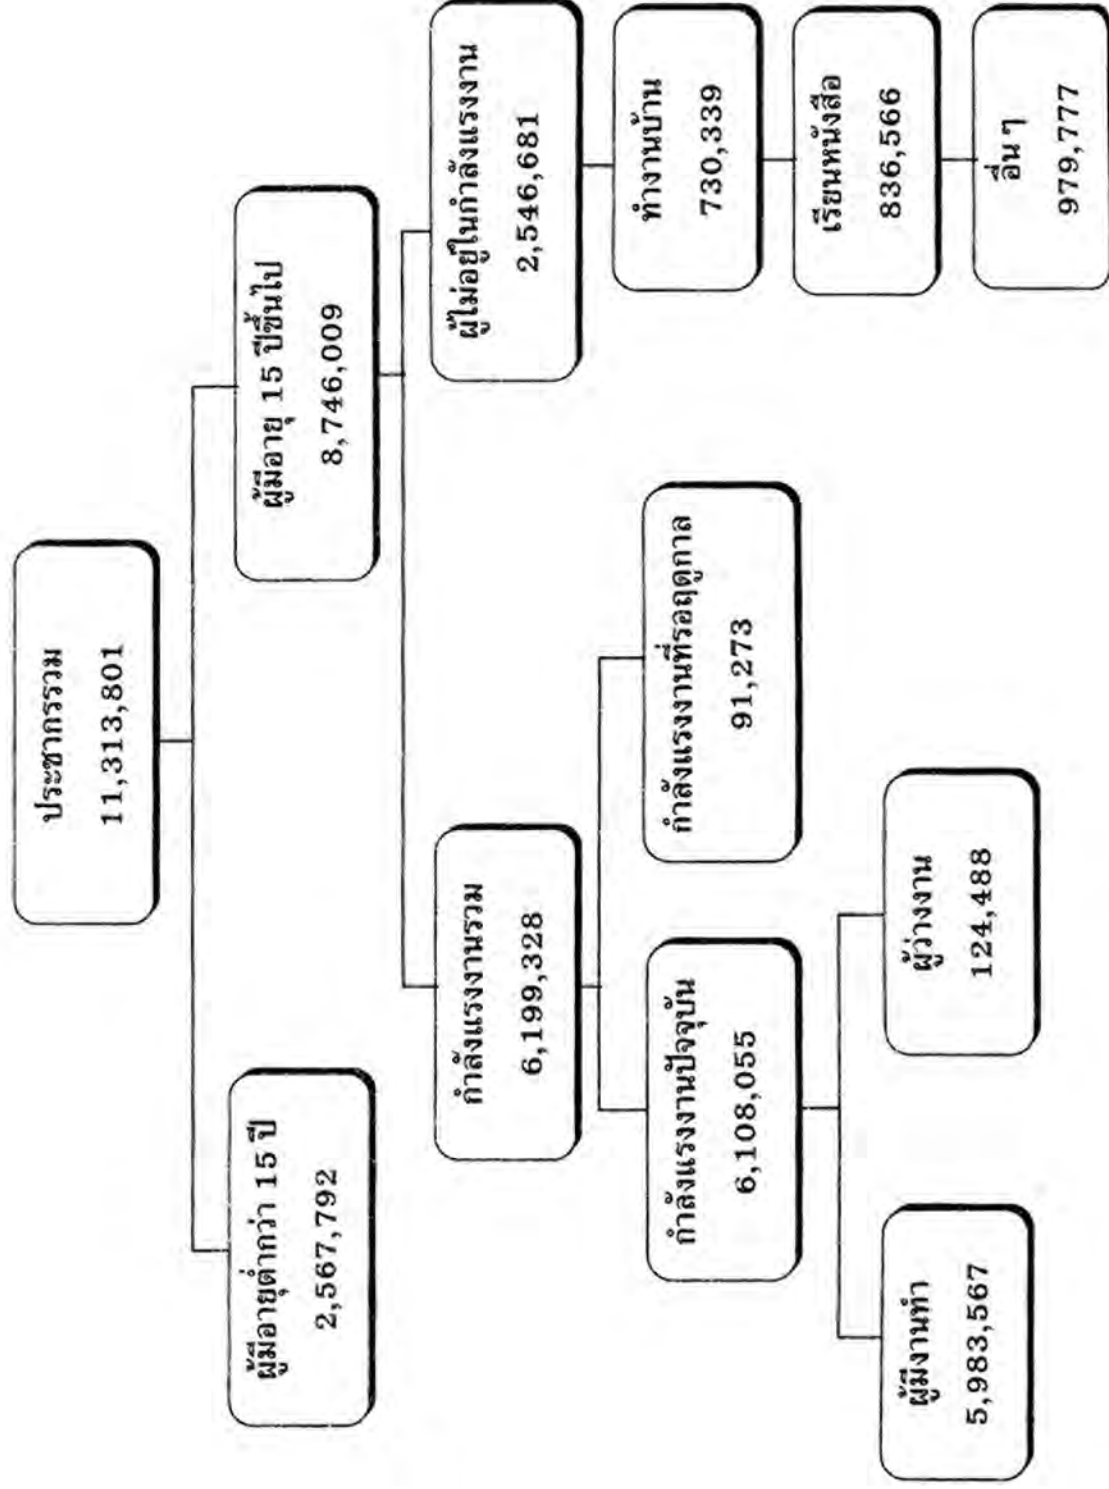 ประชากรรวม
11,313,801
ผู้มีอายุต่ำกว่า 15 ปี
2,567,792
ผู้มีอายุ 15 ปีขึ้นไป
8,746,009
กำลังแรงงานรวม
6,199,328
ผู้ไม่อยู่ในกำลังแรงงาน
2,546,681
กำลังแรงงานปัจจุบัน
6,108,055
กำลังแรงงานที่รอฤดูกาล
91,273
ทำงานบ้าน
730,339
เรียนหนังสือ
836,566
อื่น ๆ
979,777
ผู้มีงานทำ
5,983,567
ผู้ว่างงาน
124,488